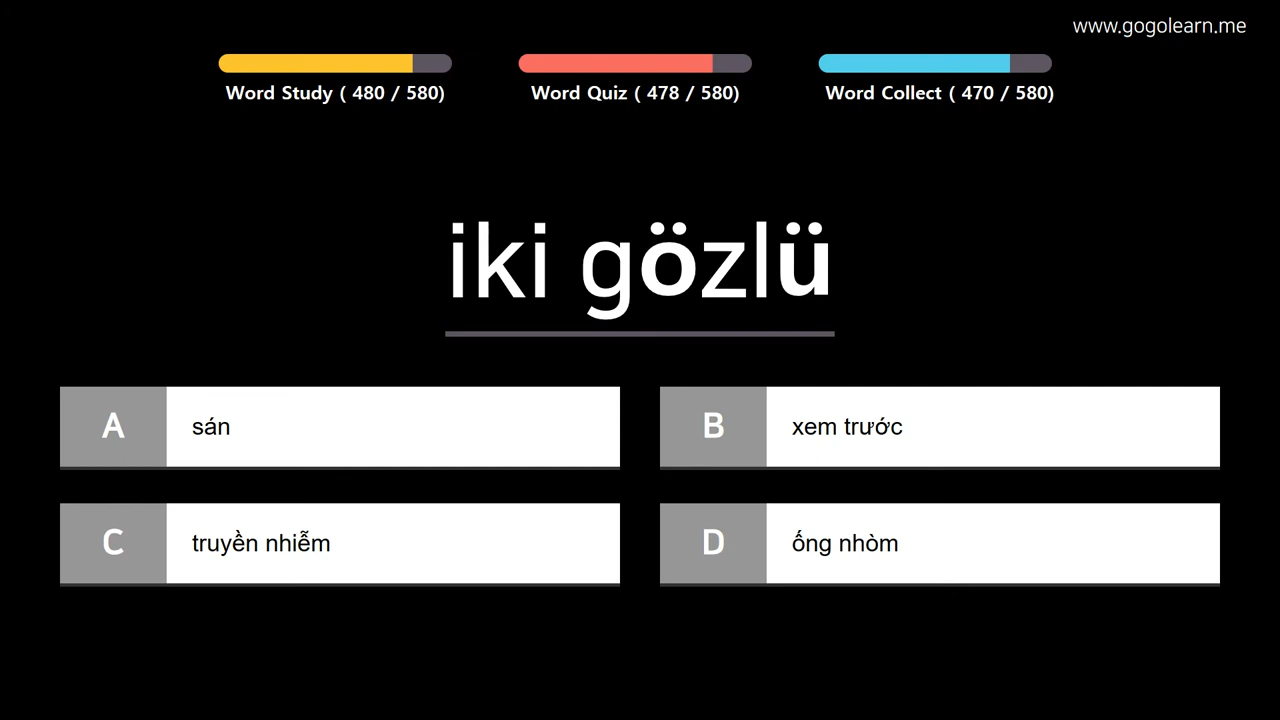 www.gogolearn.me
Word Study ( 480 / 580)
Word Quiz ( 478 / 580)
Word Collect ( 470 / 580)
iki gözlü
A
sán
B
xem trước
C
truyền nhiễm
D
ống nhòm